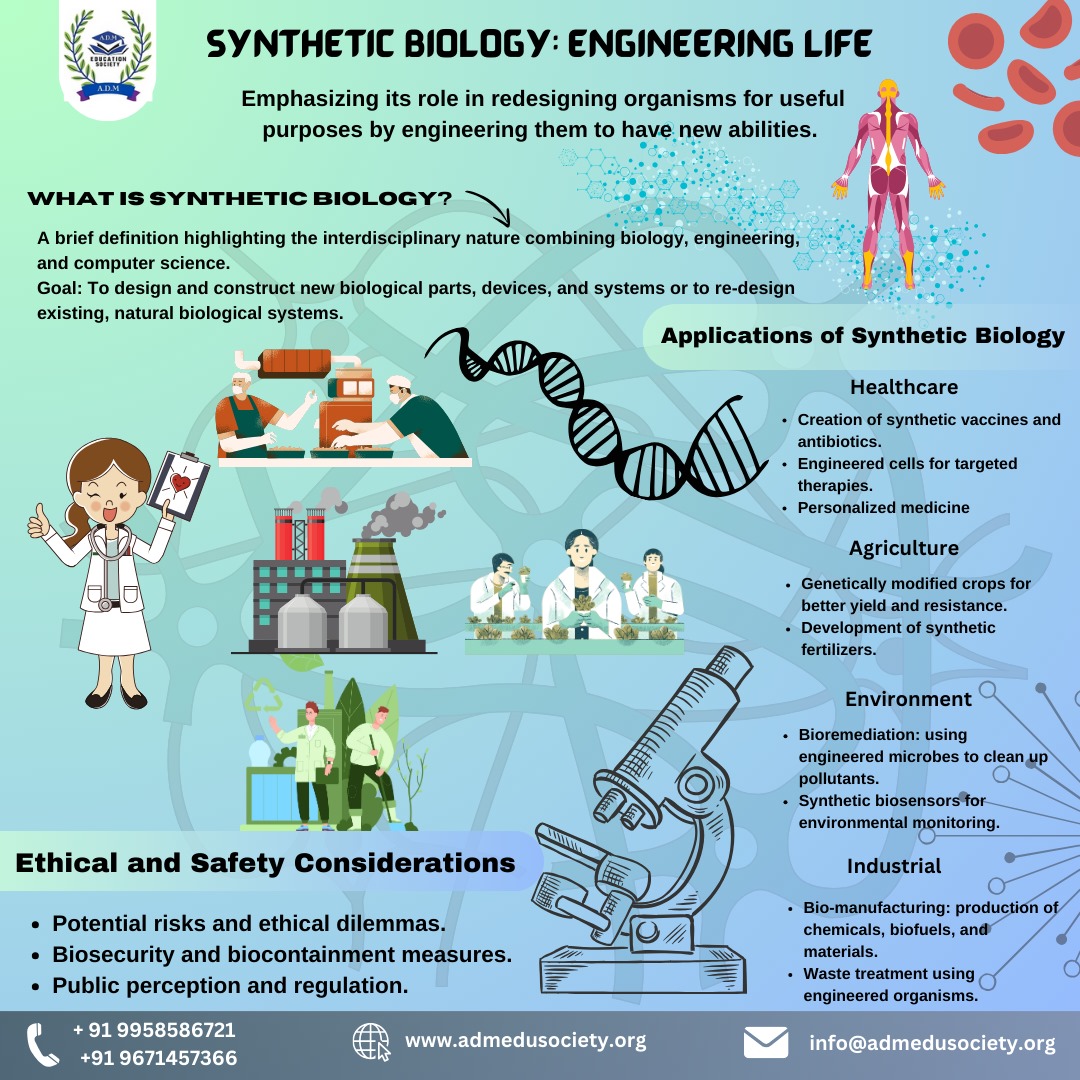 A.D.M
EDUCATION
SOCIETY
A.D.M
SYNTHETIC BIOLOGY: ENGINEERING LIFE
Emphasizing its role in redesigning organisms for useful
purposes by engineering them to have new abilities.
WHAT IS SYNTHETIC BIOLOGY?
A brief definition highlighting the interdisciplinary nature combining biology, engineering,
and computer science.
Goal: To design and construct new biological parts, devices, and systems or to re-design
existing, natural biological systems.
Applications of Synthetic Biology
Healthcare
• Creation of synthetic vaccines and
antibiotics.
• Engineered cells for targeted
therapies.
• Personalized medicine
Agriculture
• Genetically modified crops for
better yield and resistance.
• Development of synthetic
fertilizers.
Environment
• Bioremediation: using
engineered microbes to clean up
pollutants.
• Synthetic biosensors for
environmental monitoring.
Industrial
• Bio-manufacturing: production of
chemicals, biofuels, and
materials.
• Waste treatment using
engineered organisms.
Ethical and Safety Considerations
• Potential risks and ethical dilemmas.
• Biosecurity and biocontainment measures.
• Public perception and regulation.
+ 91 9958586721
+91 9671457366
www.admedusociety.org
info@admedusociety.org